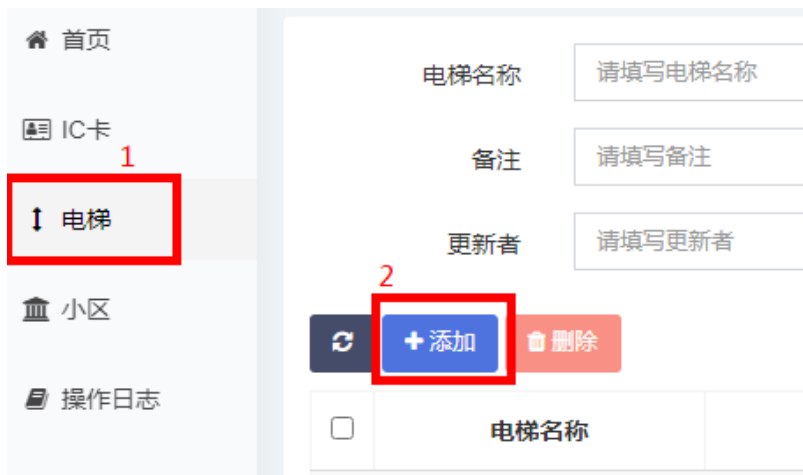 首页
IC卡
1
电梯
小区
操作日志
电梯名称 请填写电梯名称
备注 请填写备注
更新者 请填写更新者
2
添加 删除
电梯名称